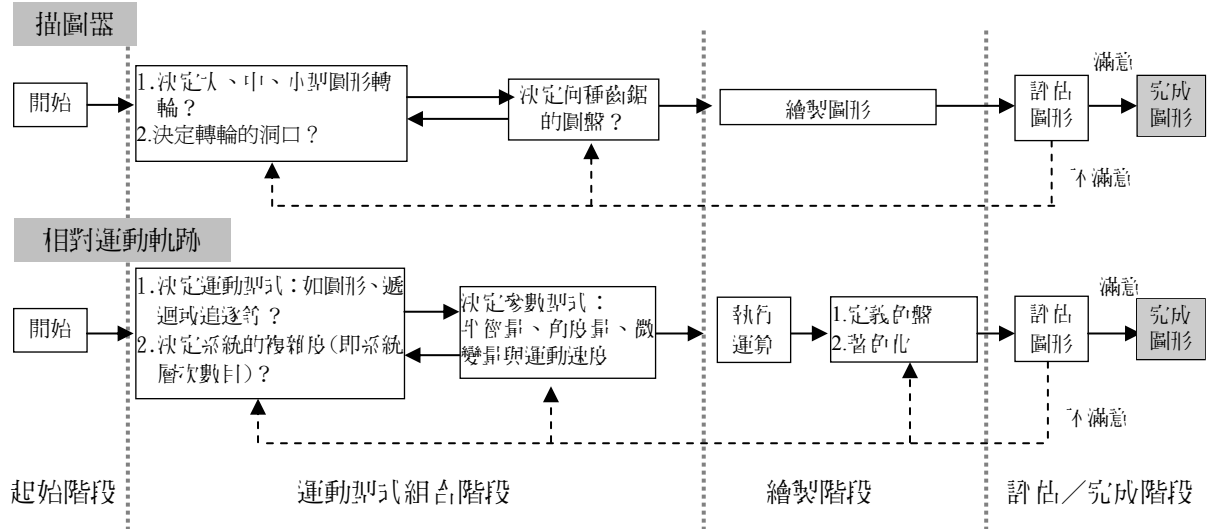 描圖器
開始
1.決定大、中、小型圓形轉
輪？
2.決定轉輪的洞口？
決定何種齒鋸
的圓盤？
繪製圖形
評估
圖形
滿意
完成
圖形
不滿意
相對運動軌跡
開始
1.決定運動型式：如圓形、遞
迴或追逐等？
2.決定系統的複雜度(即系統
層次數目)？
決定參數型式：
半徑量、角度量、微
變量與運動速度
執行
運算
1.定義色盤
2.著色化
評估
圖形
滿意
完成
圖形
不滿意
起始階段
運動型式組合階段
繪製階段
評估／完成階段